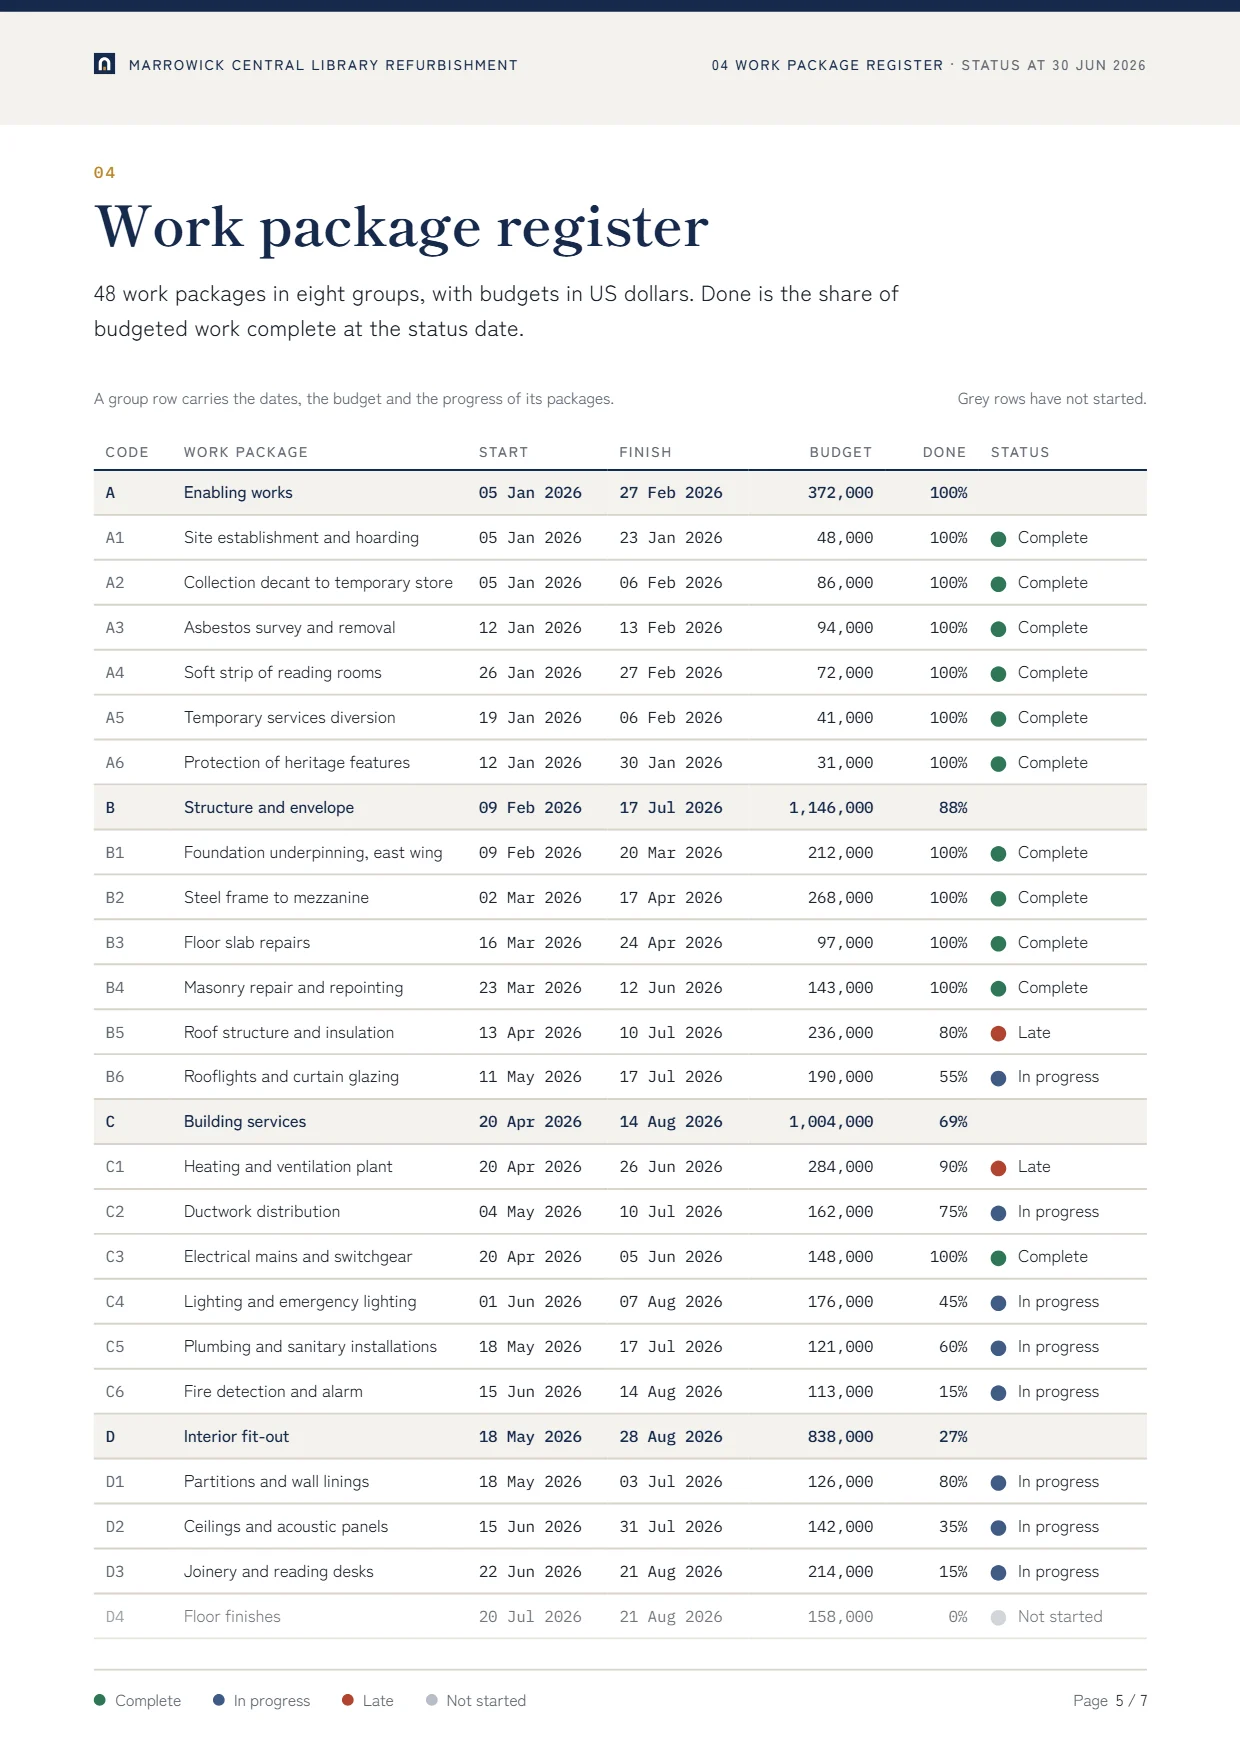 MARROWICK CENTRAL LIBRARY REFURBISHMENT
04 WORK PACKAGE REGISTER · STATUS AT 30 JUN 2026
04
Work package register
48 work packages in eight groups, with budgets in US dollars. Done is the share of
budgeted work complete at the status date.
A group row carries the dates, the budget and the progress of its packages. Grey rows have not started.
CODE WORK PACKAGE START FINISH BUDGET DONE STATUS
A Enabling works 05 Jan 2026 27 Feb 2026 372,000 100%
A1 Site establishment and hoarding 05 Jan 2026 23 Jan 2026 48,000 100% Complete
A2 Collection decant to temporary store 05 Jan 2026 06 Feb 2026 86,000 100% Complete
A3 Asbestos survey and removal 12 Jan 2026 13 Feb 2026 94,000 100% Complete
A4 Soft strip of reading rooms 26 Jan 2026 27 Feb 2026 72,000 100% Complete
A5 Temporary services diversion 19 Jan 2026 06 Feb 2026 41,000 100% Complete
A6 Protection of heritage features 12 Jan 2026 30 Jan 2026 31,000 100% Complete
B Structure and envelope 09 Feb 2026 17 Jul 2026 1,146,000 88%
B1 Foundation underpinning, east wing 09 Feb 2026 20 Mar 2026 212,000 100% Complete
B2 Steel frame to mezzanine 02 Mar 2026 17 Apr 2026 268,000 100% Complete
B3 Floor slab repairs 16 Mar 2026 24 Apr 2026 97,000 100% Complete
B4 Masonry repair and repointing 23 Mar 2026 12 Jun 2026 143,000 100% Complete
B5 Roof structure and insulation 13 Apr 2026 10 Jul 2026 236,000 80% Late
B6 Rooflights and curtain glazing 11 May 2026 17 Jul 2026 190,000 55% In progress
C Building services 20 Apr 2026 14 Aug 2026 1,004,000 69%
C1 Heating and ventilation plant 20 Apr 2026 26 Jun 2026 284,000 90% Late
C2 Ductwork distribution 04 May 2026 10 Jul 2026 162,000 75% In progress
C3 Electrical mains and switchgear 20 Apr 2026 05 Jun 2026 148,000 100% Complete
C4 Lighting and emergency lighting 01 Jun 2026 07 Aug 2026 176,000 45% In progress
C5 Plumbing and sanitary installations 18 May 2026 17 Jul 2026 121,000 60% In progress
C6 Fire detection and alarm 15 Jun 2026 14 Aug 2026 113,000 15% In progress
D Interior fit-out 18 May 2026 28 Aug 2026 838,000 27%
D1 Partitions and wall linings 18 May 2026 03 Jul 2026 126,000 80% In progress
D2 Ceilings and acoustic panels 15 Jun 2026 31 Jul 2026 142,000 35% In progress
D3 Joinery and reading desks 22 Jun 2026 21 Aug 2026 214,000 15% In progress
D4 Floor finishes 20 Jul 2026 21 Aug 2026 158,000 0% Not started
Complete In progress Late Not started Page 5 / 7